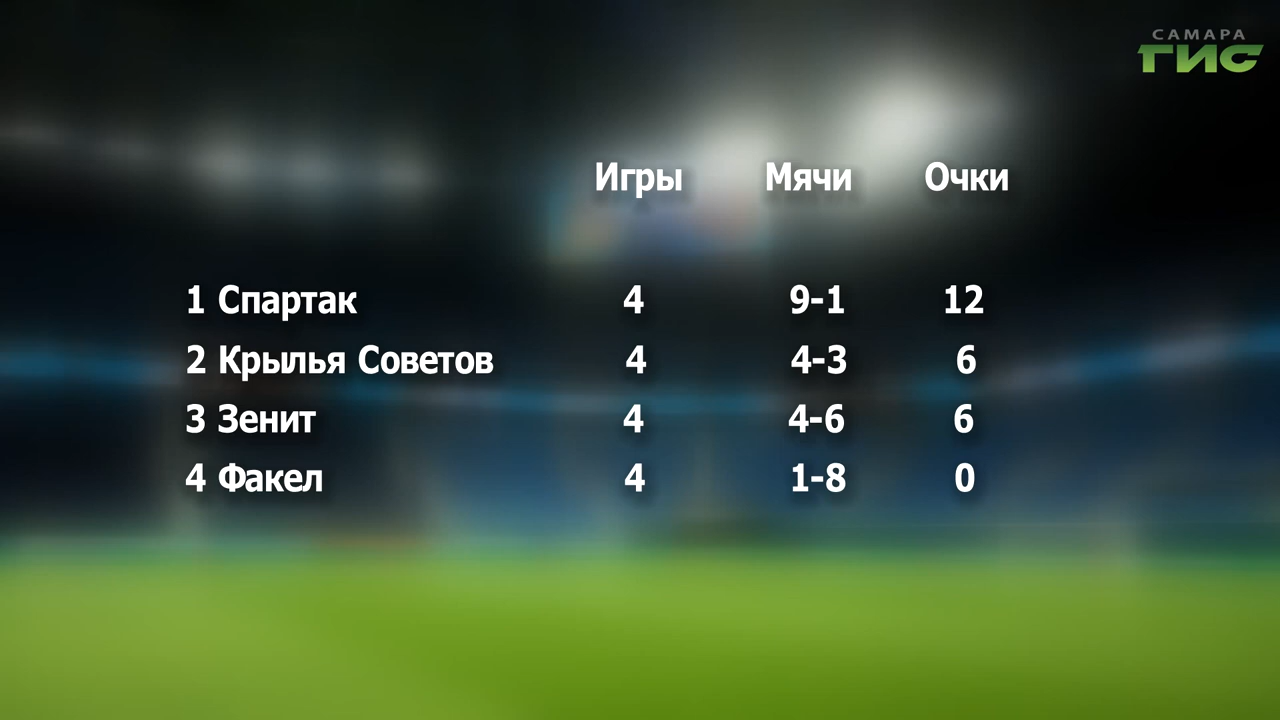 САМАРА
ГИС
Игры Мячи Очки
1 Спартак 4 9-1 12
2 Крылья Советов 4 4-3 6
3 Зенит 4 4-6 6
4 Факел 4 1-8 0